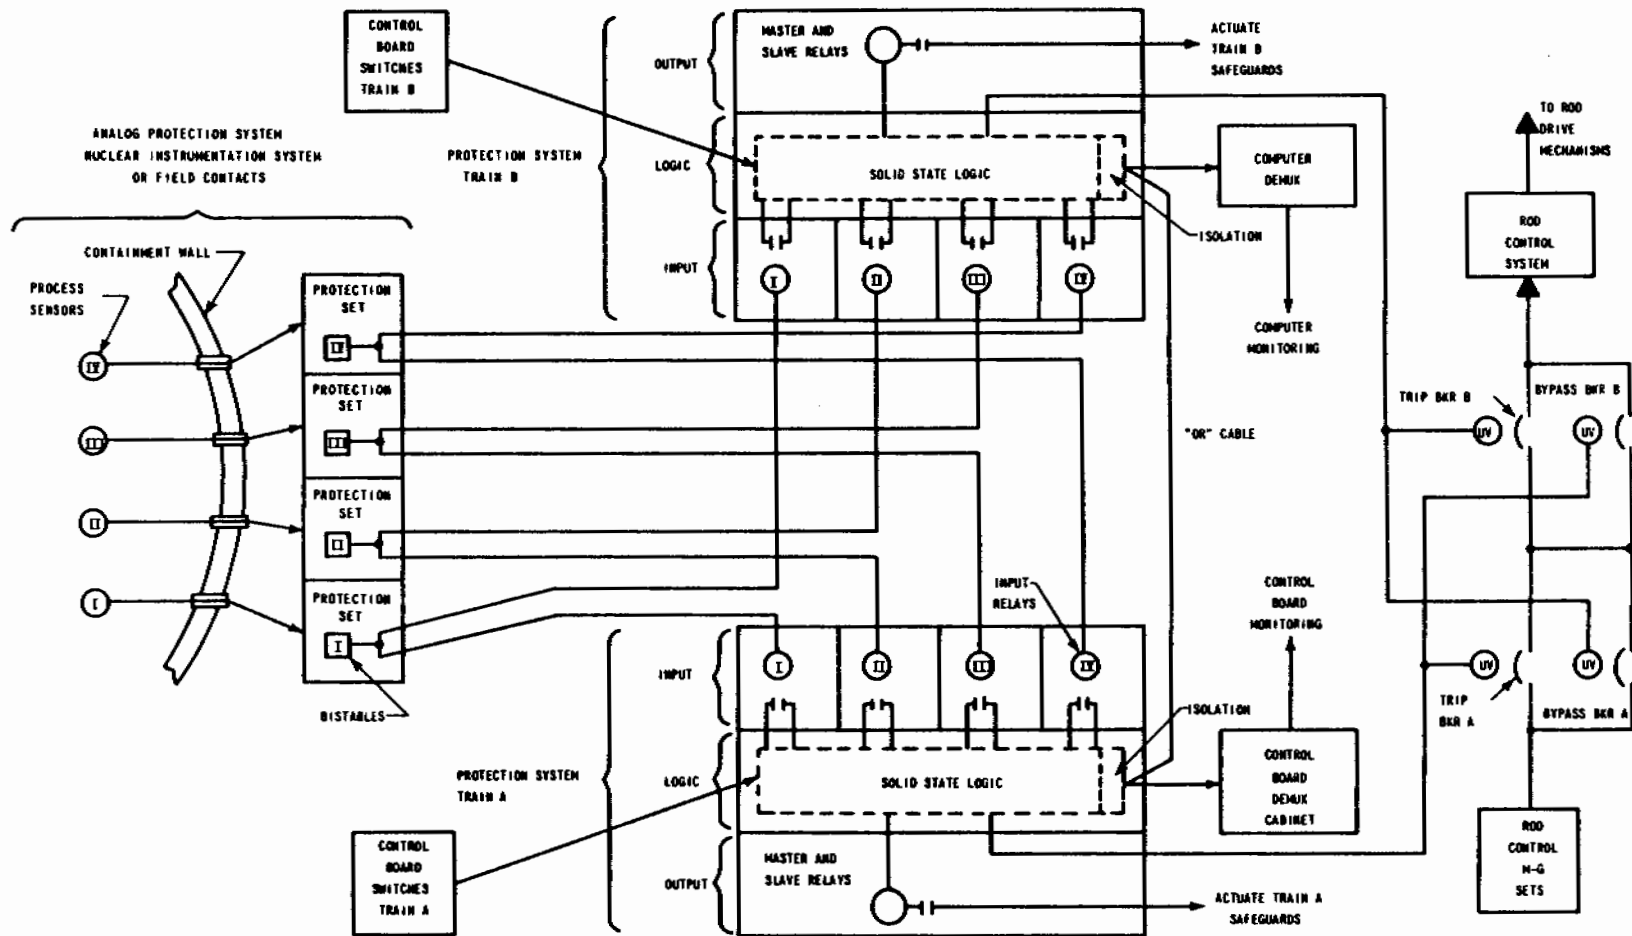 CONTROL
BOARD
SWITCHES
TRAIN B
ANALOG PROTECTION SYSTEM
NUCLEAR INSTRUMENTATION SYSTEM
OR FIELD CONTACTS
CONTAINMENT WALL
PROCESS
SENSORS
IV
III
II
I
PROTECTION
SET
IV
PROTECTION
SET
III
PROTECTION
SET
II
PROTECTION
SET
I
BISTABLES
PROTECTION SYSTEM
TRAIN B
OUTPUT
LOGIC
INPUT
MASTER AND
SLAVE RELAYS
SOLID STATE LOGIC
I
II
III
IV
ACTUATE
TRAIN B
SAFEGUARDS
COMPUTER
DEMUX
ISOLATION
COMPUTER
MONITORING
"OR" CABLE
TO ROD
DRIVE
MECHANISMS
ROD
CONTROL
SYSTEM
TRIP BKR B
BYPASS BKR B
UV
UV
UV
UV
TRIP
BKR A
BYPASS BKR A
ROD
CONTROL
M-G
SETS
INPUT
RELAYS
CONTROL
BOARD
MONITORING
ISOLATION
CONTROL
BOARD
DEMUX
CABINET
PROTECTION SYSTEM
TRAIN A
INPUT
LOGIC
OUTPUT
I
II
III
IV
SOLID STATE LOGIC
MASTER AND
SLAVE RELAYS
ACTUATE TRAIN A
SAFEGUARDS
CONTROL
BOARD
SWITCHES
TRAIN A